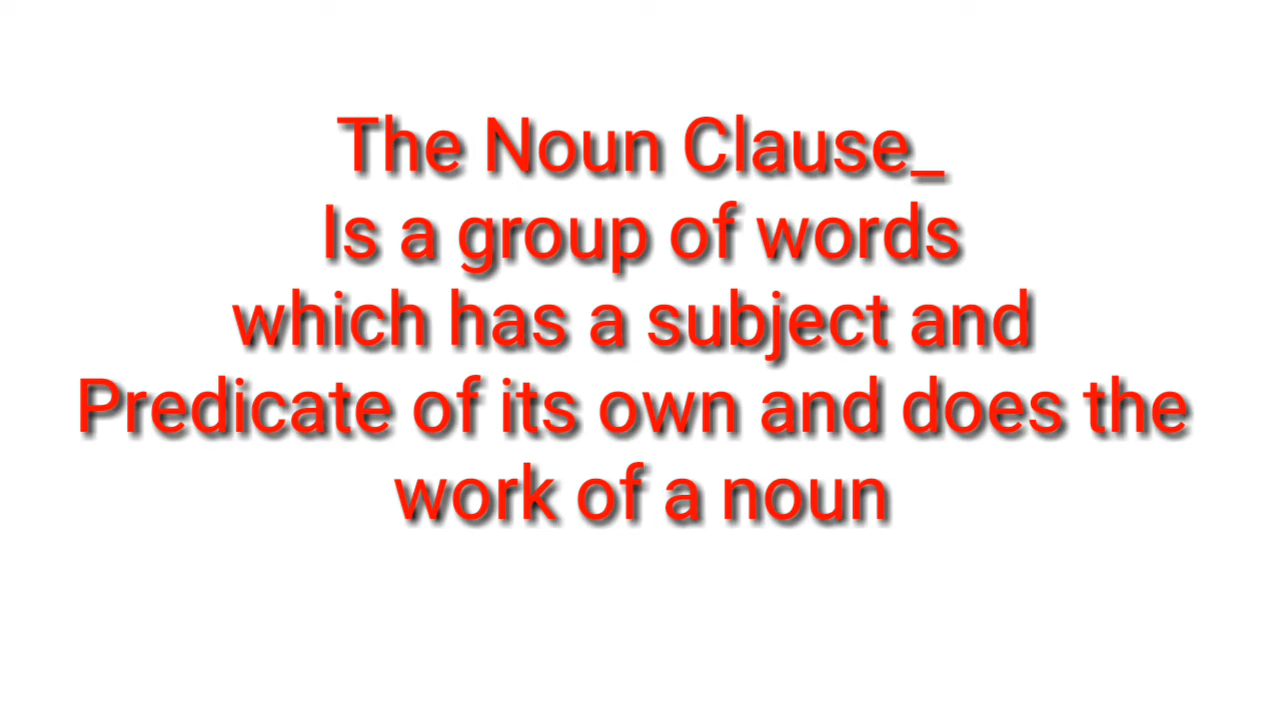 The Noun Clause_
Is a group of words
which has a subject and
Predicate of its own and does the
work of a noun